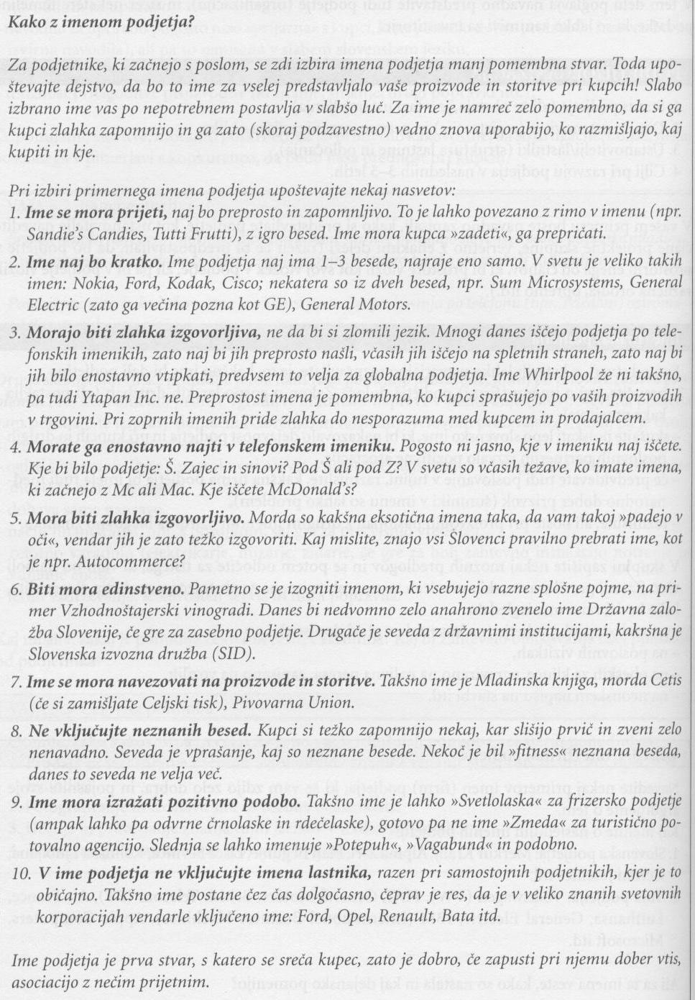 Kako z imenom podjetja?
Za podjetnike, ki začnejo s poslom, se zdi izbira imena podjetja manj pomembna stvar. Toda upo-
števajte dejstvo, da bo to ime za vselej predstavljalo vaše proizvode in storitve pri kupcih! Slabo
izbrano ime vas po nepotrebnem postavlja v slabšo luč. Za ime je namreč zelo pomembno, da si ga
kupci zlahka zapomnijo in ga zato (skoraj podzavestno) vedno znova uporabijo, ko razmišljajo, kaj
kupiti in kje.
Pri izbiri primernega imena podjetja upoštevajte nekaj nasvetov:
1. Ime se mora prijeti, naj bo preprosto in zapomnljivo. To je lahko povezano z rimo v imenu (npr.
Sandie's Candies, Tutti Frutti), z igro besed. Ime mora kupca »zadeti«, ga prepričati.
2. Ime naj bo kratko. Ime podjetja naj ima 1–3 besede, najraje eno samo. V svetu je veliko takih
imen: Nokia, Ford, Kodak, Cisco; nekatera so iz dveh besed, npr. Sum Microsystems, General
Electric (zato ga večina pozna kot GE), General Motors.
3. Morajo biti zlahka izgovorljiva, ne da bi si zlomili jezik. Mnogi danes iščejo podjetja po tele-
fonskih imenikih, zato naj bi jih preprosto našli, včasih jih iščejo na spletnih straneh, zato naj bi
jih bilo enostavno vtipkati, predvsem to velja za globalna podjetja. Ime Whirlpool že ni takšno,
pa tudi Ytapan Inc. ne. Preprostost imena je pomembna, ko kupci sprašujejo po vaših proizvodih
v trgovini. Pri zoprnih imenih pride zlahka do nesporazuma med kupcem in prodajalcem.
4. Morate ga enostavno najti v telefonskem imeniku. Pogosto ni jasno, kje v imeniku naj iščete.
Kje bi bilo podjetje: Š. Zajec in sinovi? Pod Š ali pod Z? V svetu so včasih težave, ko imate imena,
ki začnejo z Mc ali Mac. Kje iščete McDonald's?
5. Mora biti zlahka izgovorljivo. Morda so kakšna eksotična imena taka, da vam takoj »padejo v
oči«, vendar jih je zato težko izgovoriti. Kaj mislite, znajo vsi Slovenci pravilno prebrati ime, kot
je npr. Autocommerce?
6. Biti mora edinstveno. Pametno se je izogniti imenom, ki vsebujejo razne splošne pojme, na pri-
mer Vzhodnoštajerski vinogradi. Danes bi nedvomno zelo anahrono zvenelo ime Državna zalo-
žba Slovenije, če gre za zasebno podjetje. Drugače je seveda z državnimi institucijami, kakršna je
Slovenska izvozna družba (SID).
7. Ime se mora navezovati na proizvode in storitve. Takšno ime je Mladinska knjiga, morda Cetis
(če si zamišljate Celjski tisk), Pivovarna Union.
8. Ne vključujte neznanih besed. Kupci si težko zapomnijo nekaj, kar slišijo prvič in zveni zelo
nenavadno. Seveda je vprašanje, kaj so neznane besede. Nekoč je bil »fitness« neznana beseda,
danes to seveda ne velja več.
9. Ime mora izražati pozitivno podobo. Takšno ime je lahko »Svetlolaska« za frizersko podjetje
(ampak lahko pa odvrne črnolaske in rdečelaske), gotovo pa ne ime »Zmeda« za turistično po-
tovalno agencijo. Slednja se lahko imenuje »Potepuh«, »Vagabund« in podobno.
10. V ime podjetja ne vključujte imena lastnika, razen pri samostojnih podjetnikih, kjer je to
običajno. Takšno ime postane čez čas dolgočasno, čeprav je res, da je v veliko znanih svetovnih
korporacijah vendarle vključeno ime: Ford, Opel, Renault, Bata itd.
Ime podjetja je prva stvar, s katero se sreča kupec, zato je dobro, če zapusti pri njemu dober vtis,
asociacijo z nečim prijetnim.